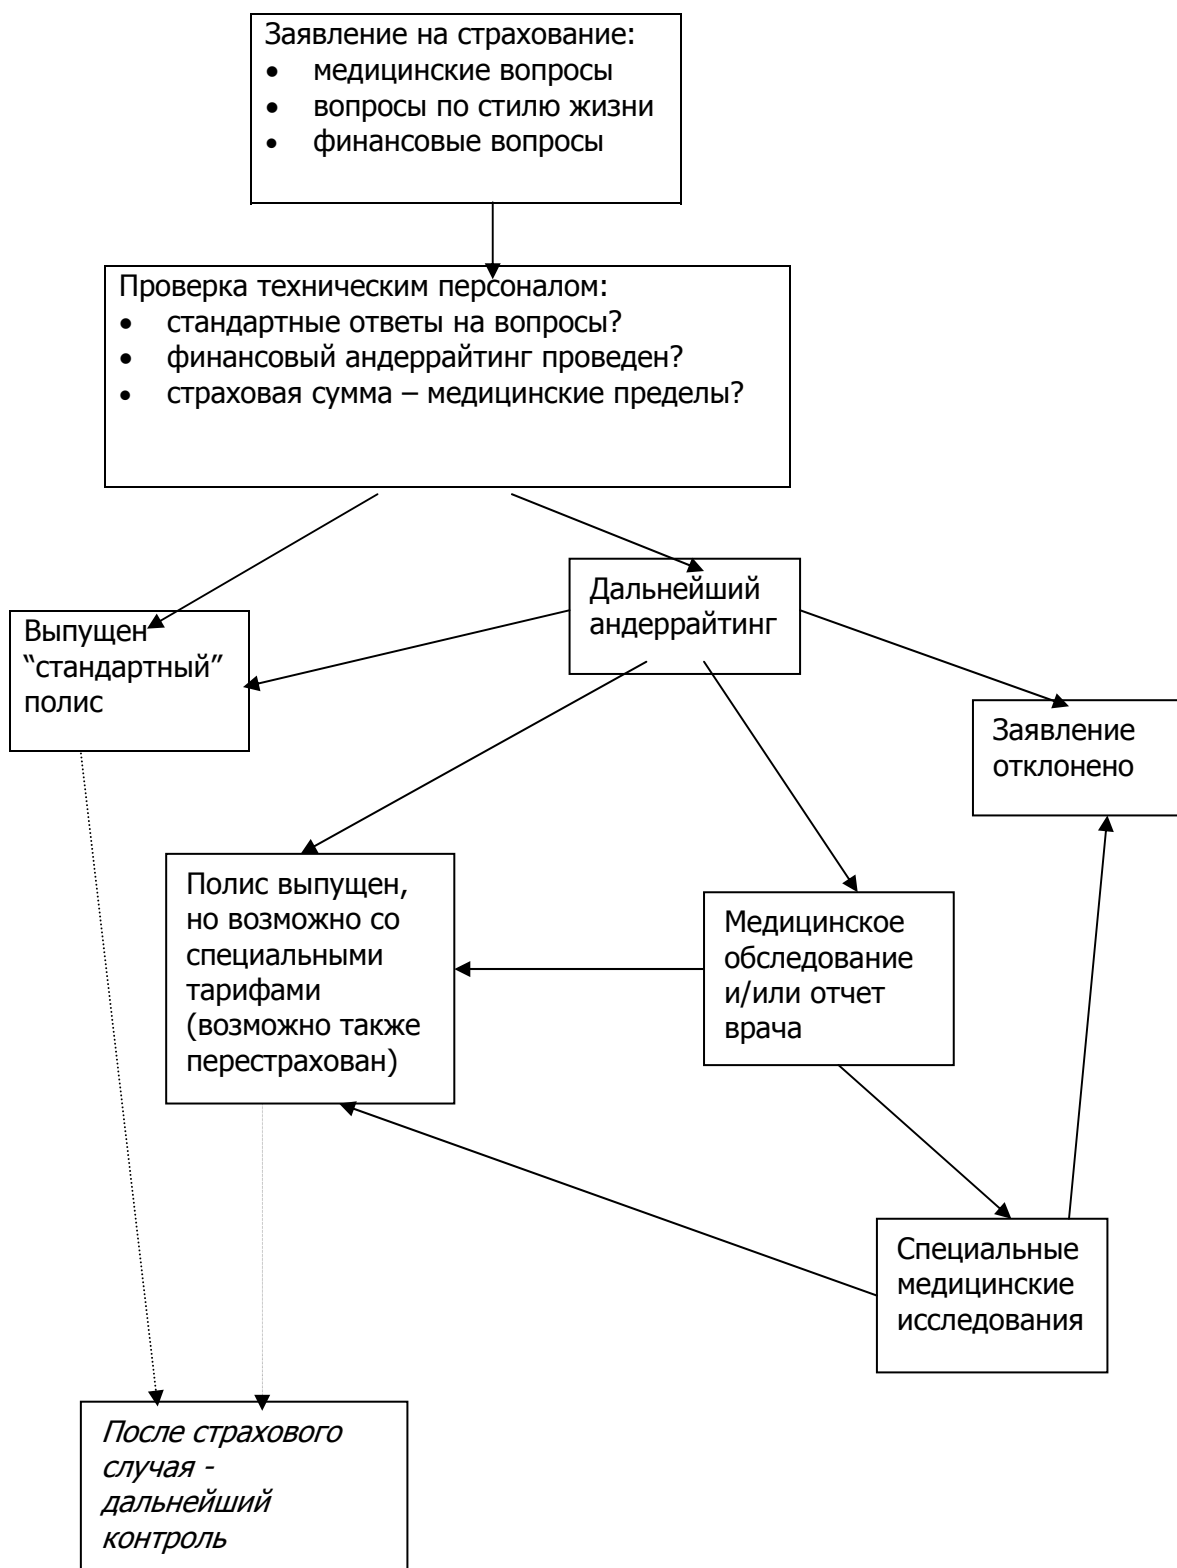 Заявление на страхование:
• медицинские вопросы
• вопросы по стилю жизни
• финансовые вопросы
Проверка техническим персоналом:
• стандартные ответы на вопросы?
• финансовый андеррайтинг проведен?
• страховая сумма – медицинские пределы?
Дальнейший
андеррайтинг
Выпущен
“стандартный”
полис
Заявление
отклонено
Полис выпущен,
но возможно со
специальными
тарифами
(возможно также
перестрахован)
Медицинское
обследование
и/или отчет
врача
Специальные
медицинские
исследования
После страхового
случая -
дальнейший
контроль